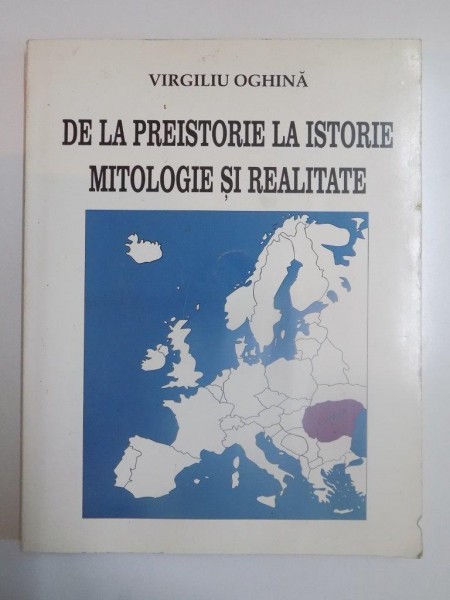 VIRGILIU OGHINĂ
DE LA PREISTORIE LA ISTORIE
MITOLOGIE ȘI REALITATE